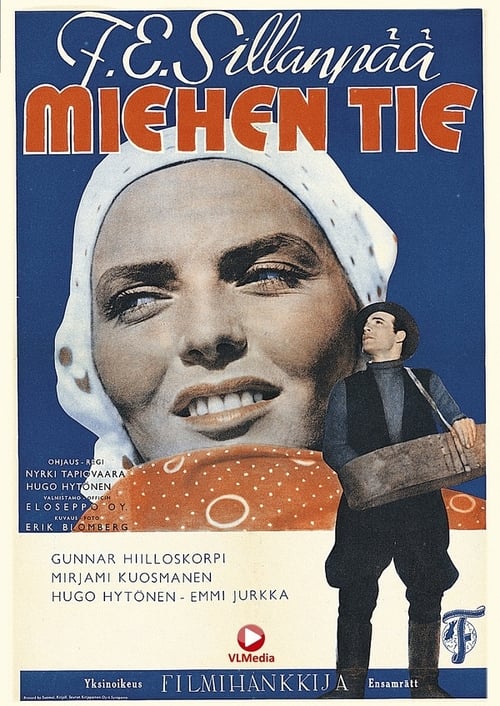 F.E. Sillanpää
MIEHEN TIE
OHJAUS - REGI
NYRKI TAPIOVAARA
HUGO HYTÖNEN
VALMISTAMO - OFFICIN
ELOSEPPO OY.
KUVAUS - FOTO
ERIK BLOMBERG
GUNNAR HIILLOSKORPI
MIRJAMI KUOSMANEN
HUGO HYTÖNEN - EMMI JURKKA
VLMedia
F
Yksinoikeus FILMIHANKKIJA Ensamrätt